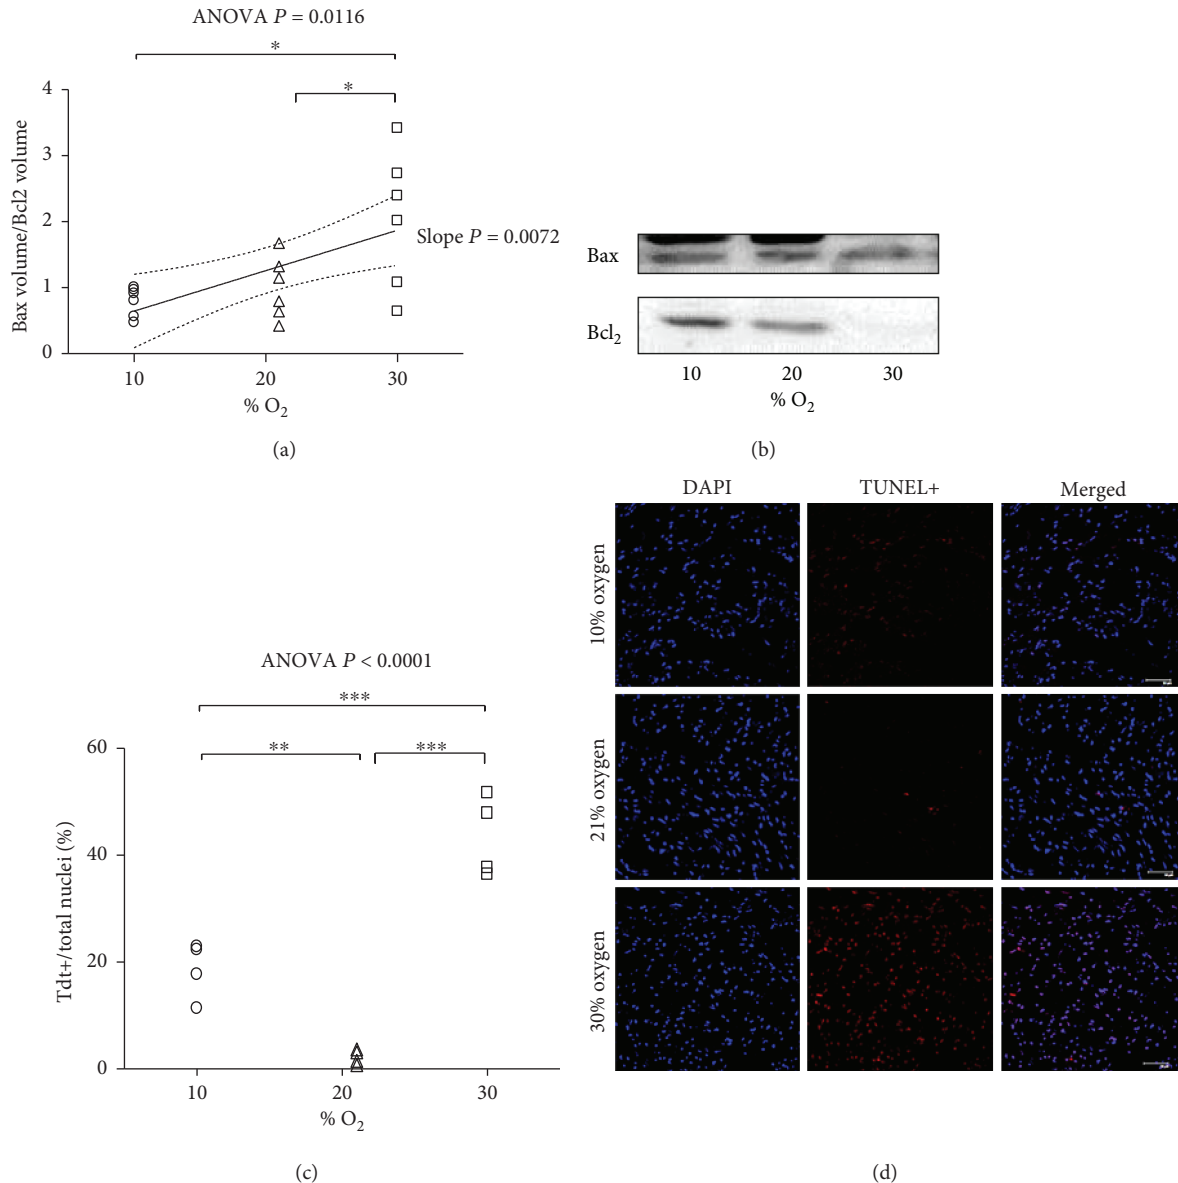 ANOVA P = 0.0116
*
*
4
3
2
1
0
Bax volume/Bcl2 volume
Slope P = 0.0072
10
20
30
% O2
(a)
Bax
Bcl2
10
20
30
% O2
(b)
ANOVA P < 0.0001
***
**
***
60
40
20
0
Tdt+/total nuclei (%)
10
20
30
% O2
(c)
DAPI
TUNEL+
Merged
10% oxygen
21% oxygen
30% oxygen
(d)